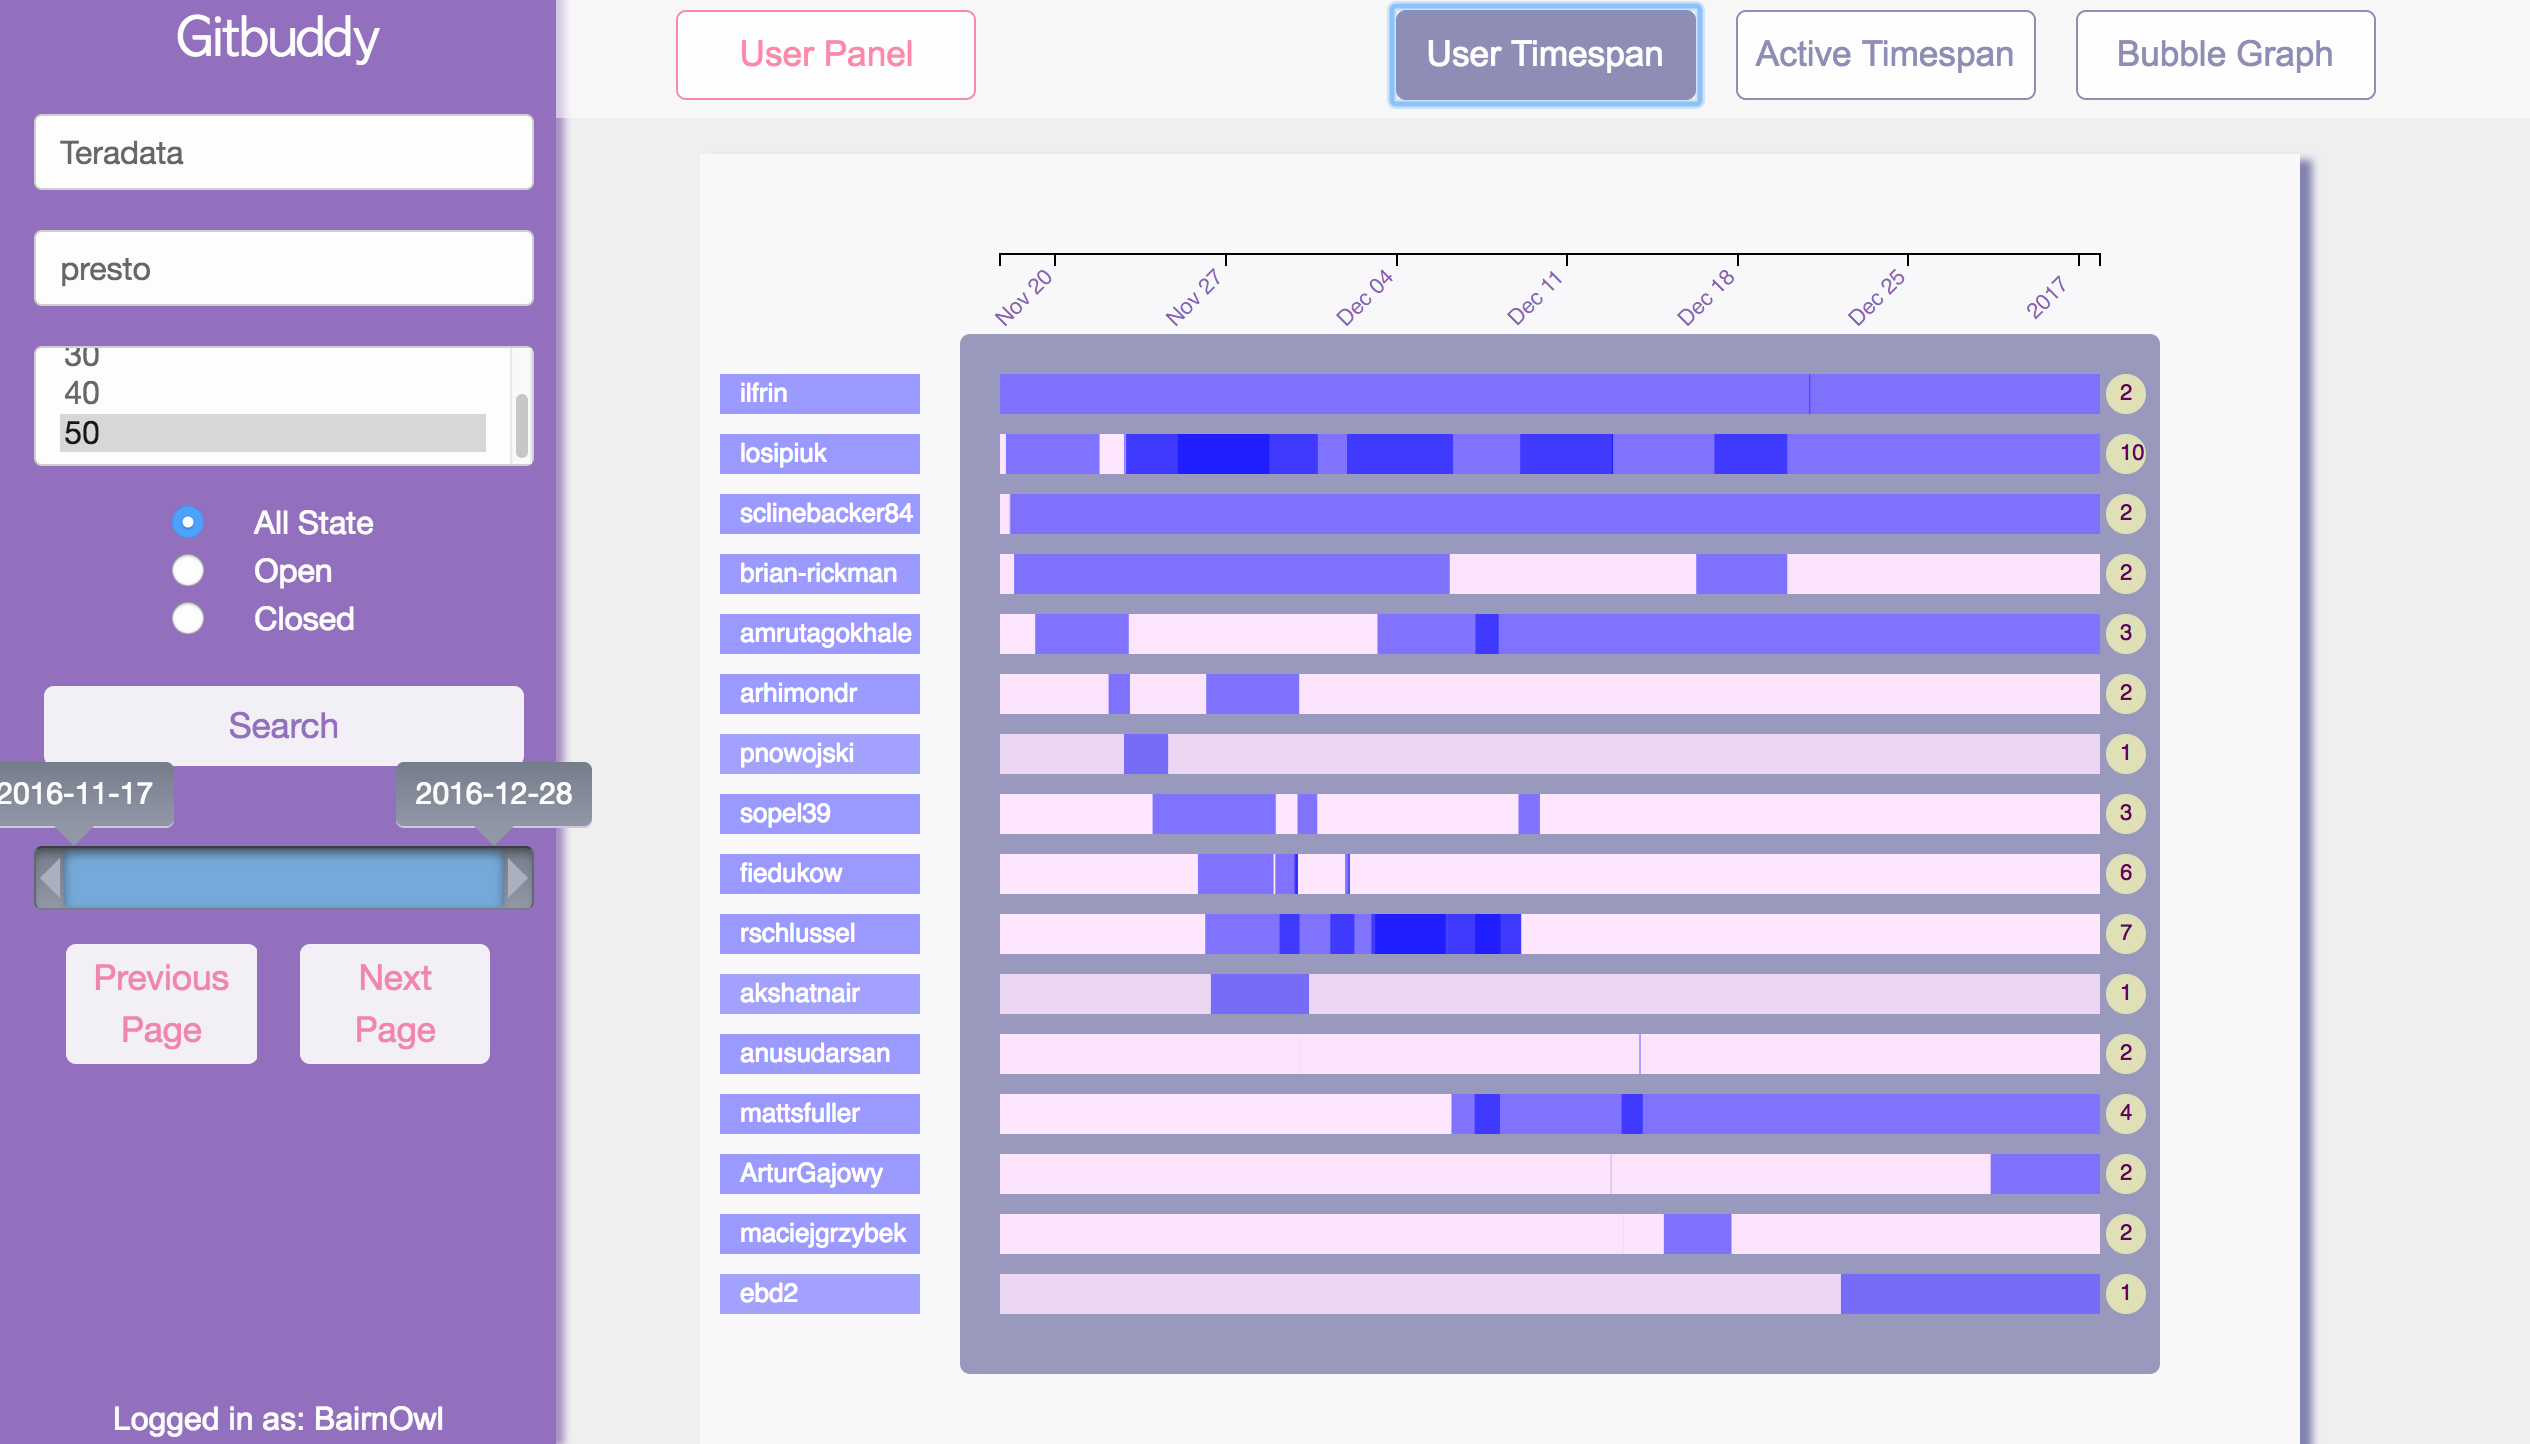 Gitbuddy
Teradata
presto
30
40
50
All State
Open
Closed
Search
2016-11-17
2016-12-28
Previous
Page
Next
Page
Logged in as: BairnOwl
User Panel
User Timespan
Active Timespan
Bubble Graph
Nov 20
Nov 27
Dec 04
Dec 11
Dec 18
Dec 25
2017
ilfrin 2
losipiuk 10
sclinebacker84 2
brian-rickman 2
amrutagokhale 3
arhimondr 2
pnowojski 1
sopel39 3
fiedukow 6
rschlussel 7
akshatnair 1
anusudarsan 2
mattsfuller 4
ArturGajowy 2
maciejgrzybek 2
ebd2 1